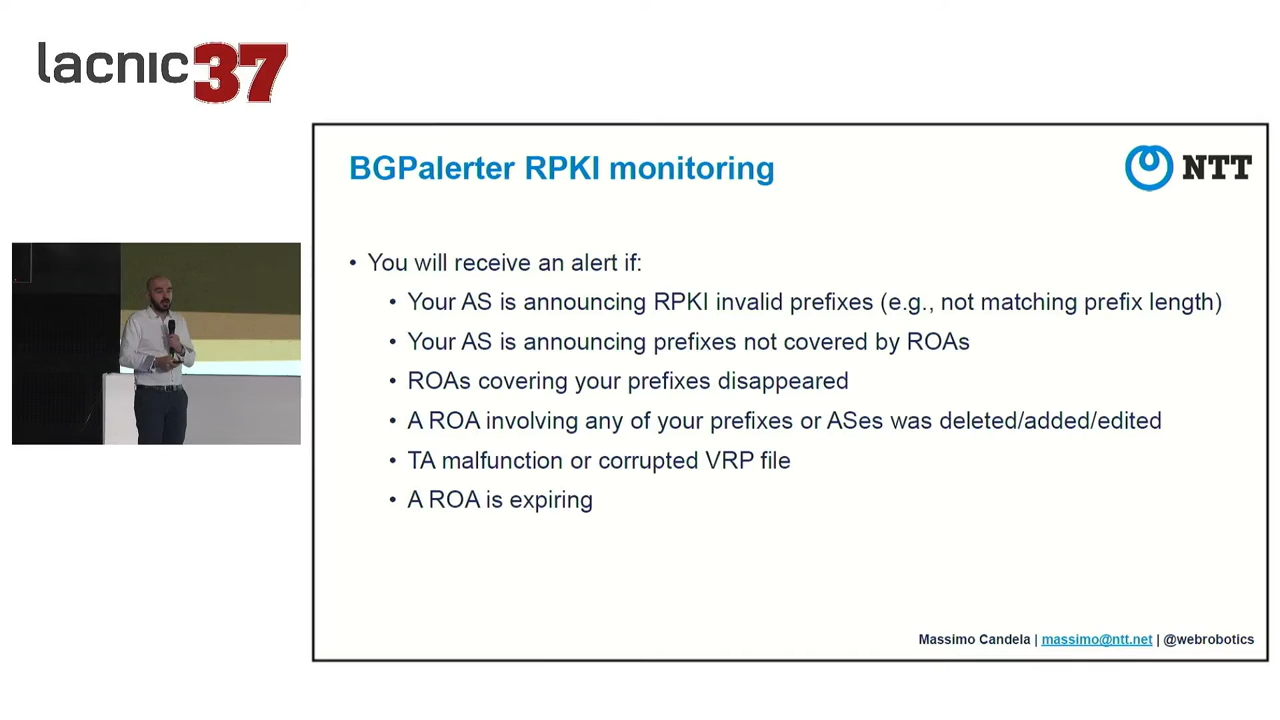 lacnic37
BGPalerter RPKI monitoring
NTT
• You will receive an alert if:
• Your AS is announcing RPKI invalid prefixes (e.g., not matching prefix length)
• Your AS is announcing prefixes not covered by ROAs
• ROAs covering your prefixes disappeared
• A ROA involving any of your prefixes or ASes was deleted/added/edited
• TA malfunction or corrupted VRP file
• A ROA is expiring
Massimo Candela | massimo@ntt.net | @webrobotics